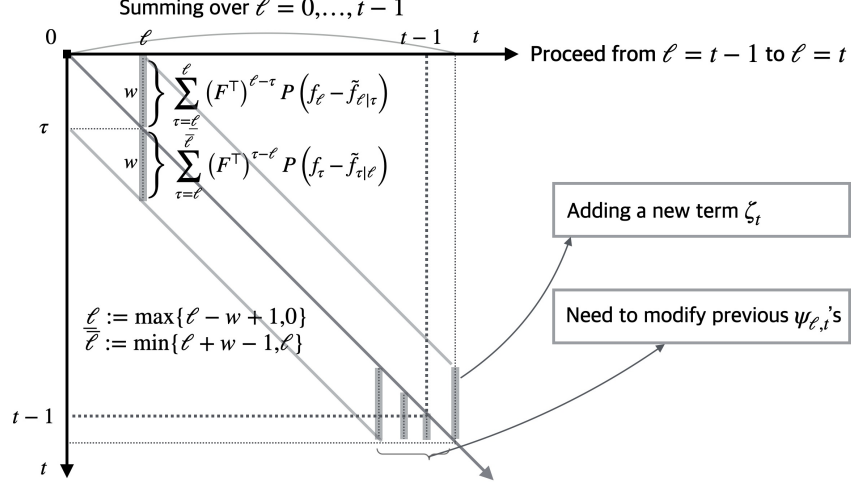 Summing over ℓ = 0,…, t − 1
0 ℓ t − 1 t
Proceed from ℓ = t − 1 to ℓ = t
w } ∑_{τ=ℓ̲}^{ℓ} (F^⊤)^{ℓ−τ} P (f_ℓ − f̃_{ℓ|τ})
τ
w } ∑_{τ=ℓ}^{ℓ̿} (F^⊤)^{τ−ℓ} P (f_τ − f̃_{τ|ℓ})
Adding a new term ζ_t
Need to modify previous ψ_{ℓ,t}'s
ℓ̲ := max{ℓ − w + 1,0}
ℓ̿ := min{ℓ + w − 1,ℓ}
t − 1
t